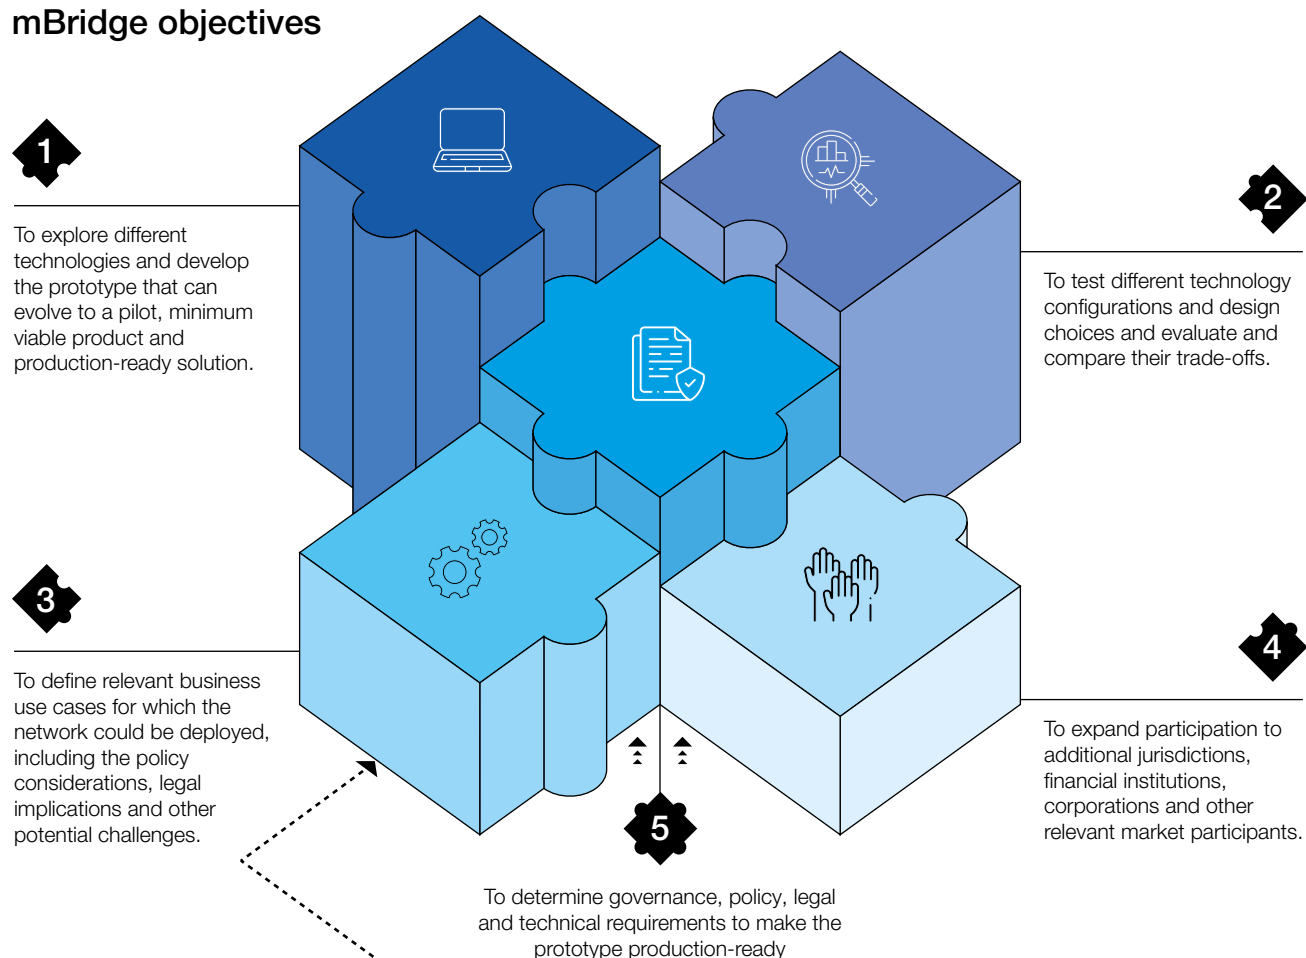 mBridge objectives
1
To explore different
technologies and develop
the prototype that can
evolve to a pilot, minimum
viable product and
production-ready solution.
2
To test different technology
configurations and design
choices and evaluate and
compare their trade-offs.
3
To define relevant business
use cases for which the
network could be deployed,
including the policy
considerations, legal
implications and other
potential challenges.
4
To expand participation to
additional jurisdictions,
financial institutions,
corporations and other
relevant market participants.
5
To determine governance, policy, legal
and technical requirements to make the
prototype production-ready